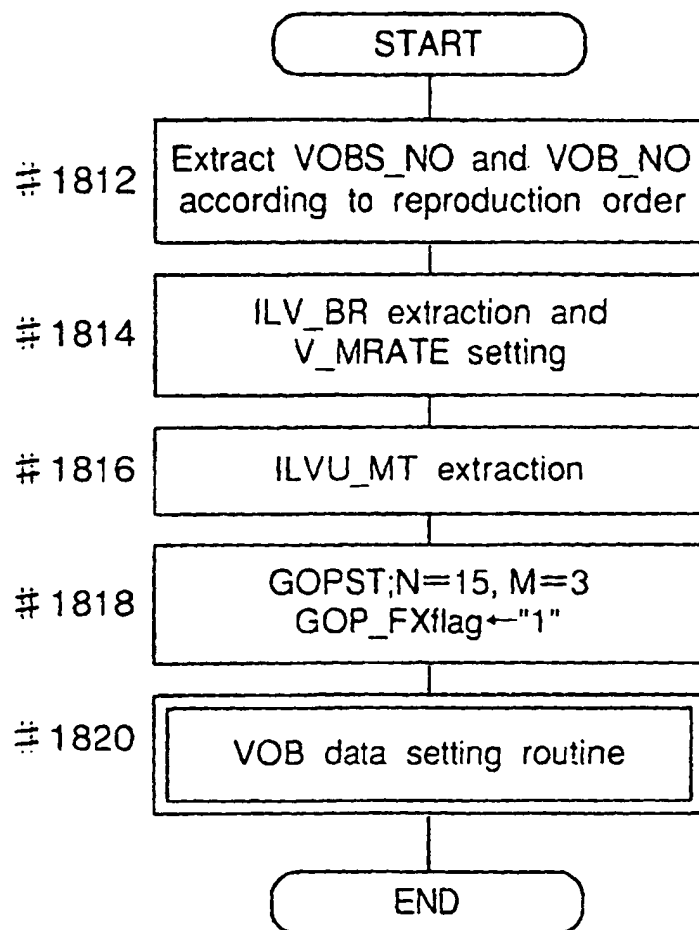 START
#1812
Extract VOBS_NO and VOB_NO
according to reproduction order
#1814
ILV_BR extraction and
V_MRATE setting
#1816
ILVU_MT extraction
#1818
GOPST;N=15, M=3
GOP_FXflag←"1"
#1820
VOB data setting routine
END